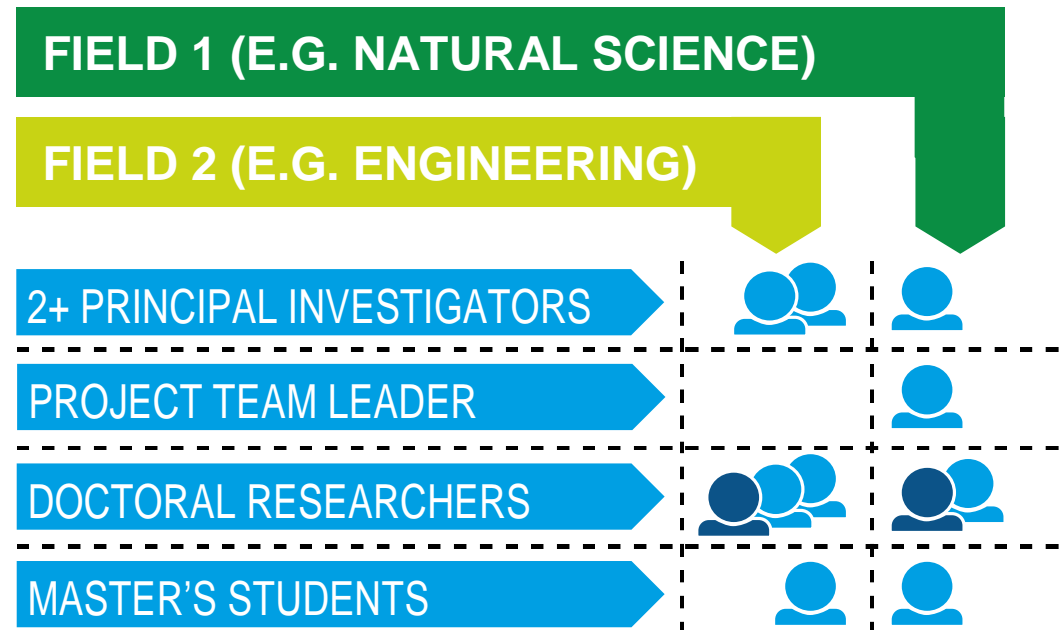 FIELD 1 (E.G. NATURAL SCIENCE)
FIELD 2 (E.G. ENGINEERING)
2+ PRINCIPAL INVESTIGATORS
PROJECT TEAM LEADER
DOCTORAL RESEARCHERS
MASTER’S STUDENTS